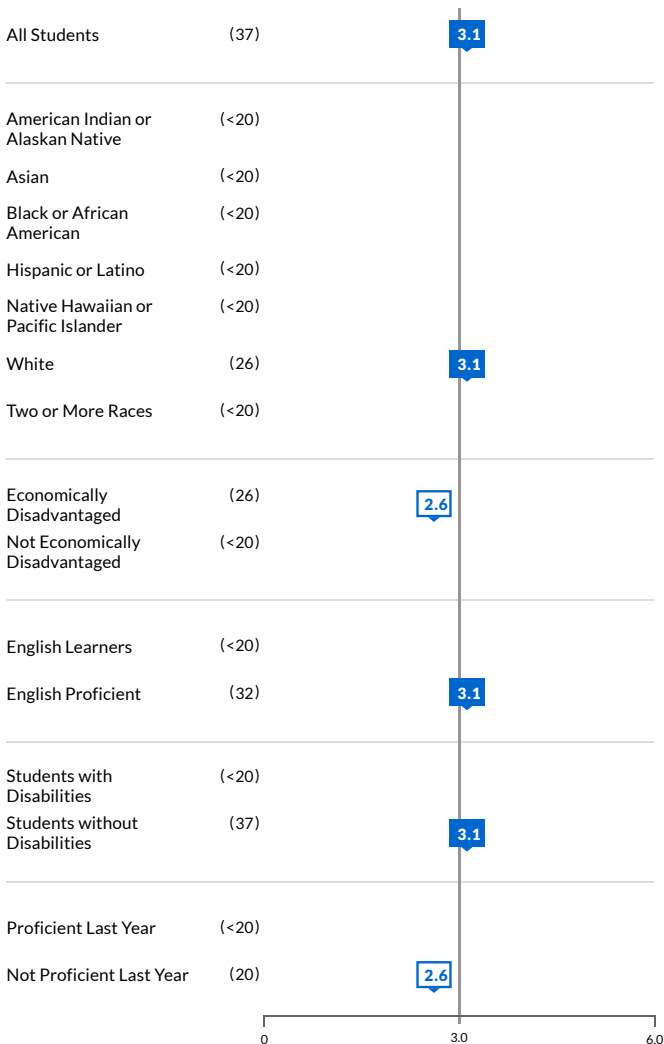 All Students (37) 3.1
American Indian or (<20)
Alaskan Native
Asian (<20)
Black or African (<20)
American
Hispanic or Latino (<20)
Native Hawaiian or (<20)
Pacific Islander
White (26) 3.1
Two or More Races (<20)
Economically (26) 2.6
Disadvantaged
Not Economically (<20)
Disadvantaged
English Learners (<20)
English Proficient (32) 3.1
Students with (<20)
Disabilities
Students without (37) 3.1
Disabilities
Proficient Last Year (<20)
Not Proficient Last Year (20) 2.6
0 3.0 6.0